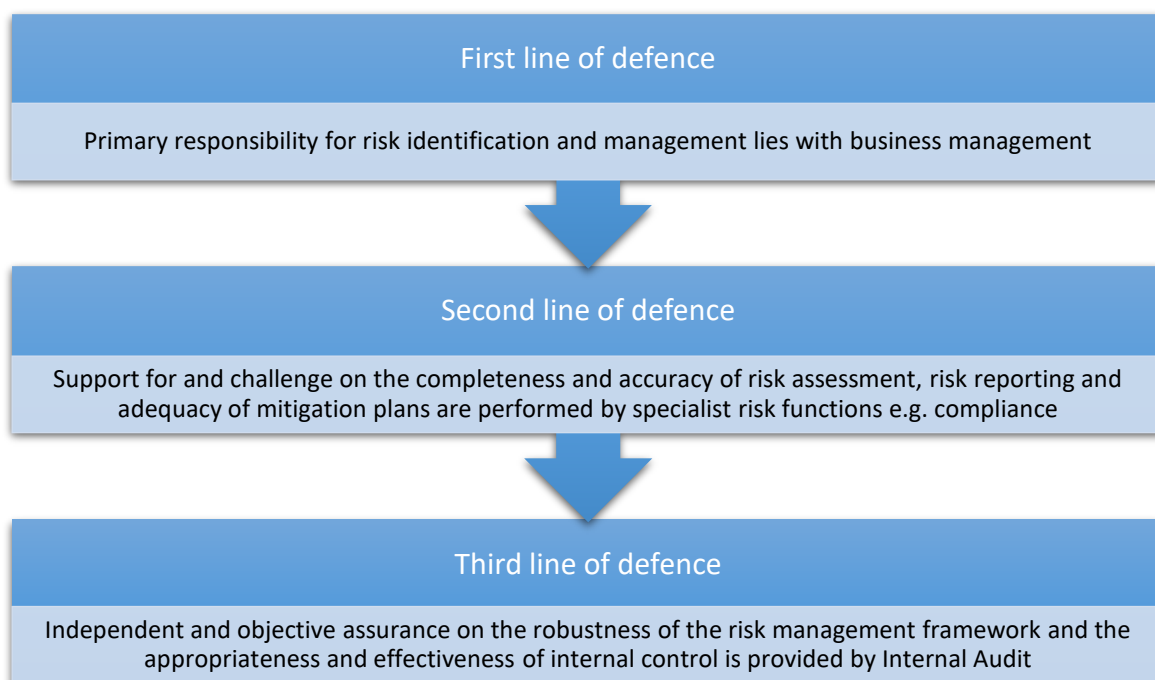 First line of defence
Primary responsibility for risk identification and management lies with business management
Second line of defence
Support for and challenge on the completeness and accuracy of risk assessment, risk reporting and
adequacy of mitigation plans are performed by specialist risk functions e.g. compliance
Third line of defence
Independent and objective assurance on the robustness of the risk management framework and the
appropriateness and effectiveness of internal control is provided by Internal Audit